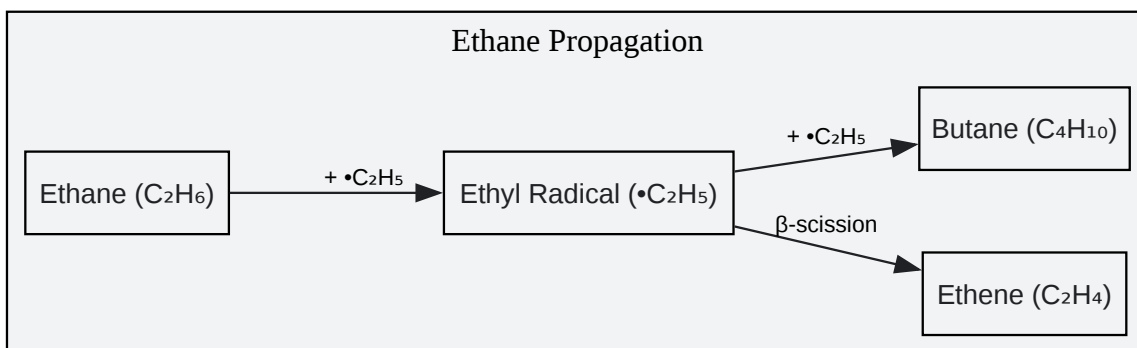 Ethane Propagation
Ethane (C₂H₆)
+ •C₂H₅
Ethyl Radical (•C₂H₅)
+ •C₂H₅
Butane (C₄H₁₀)
β-scission
Ethene (C₂H₄)